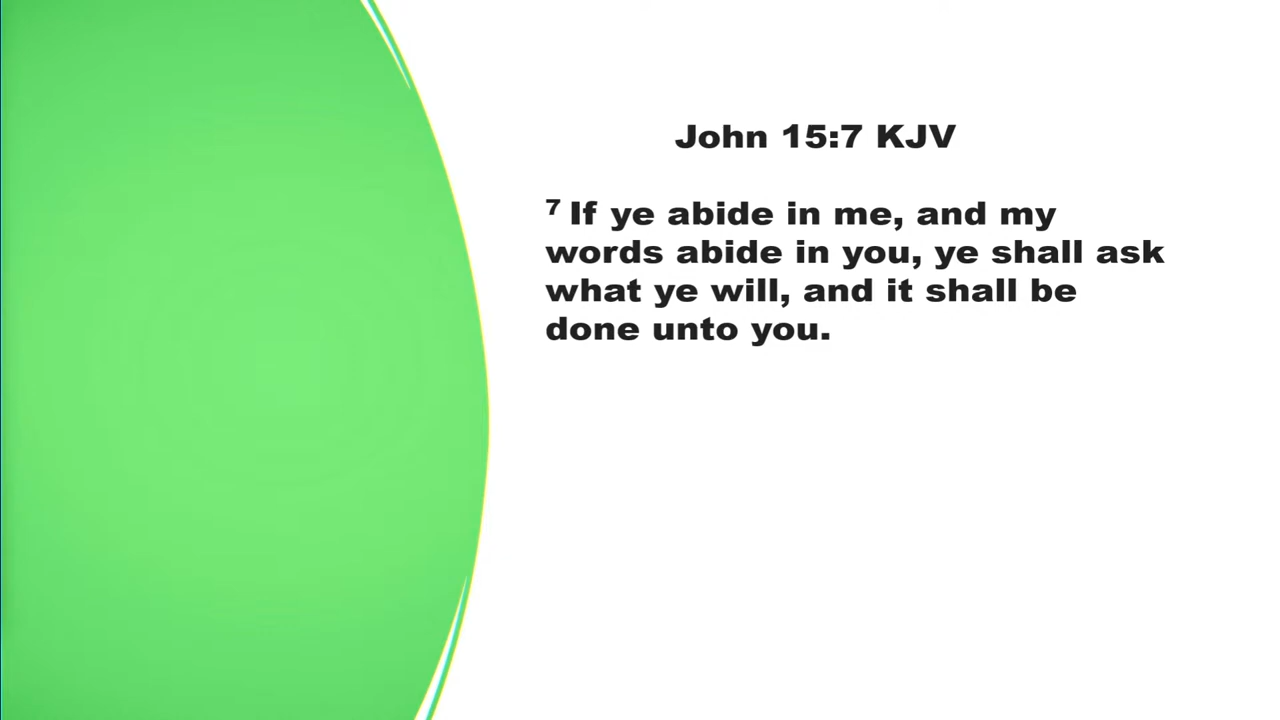 John 15:7 KJV
7 If ye abide in me, and my
words abide in you, ye shall ask
what ye will, and it shall be
done unto you.